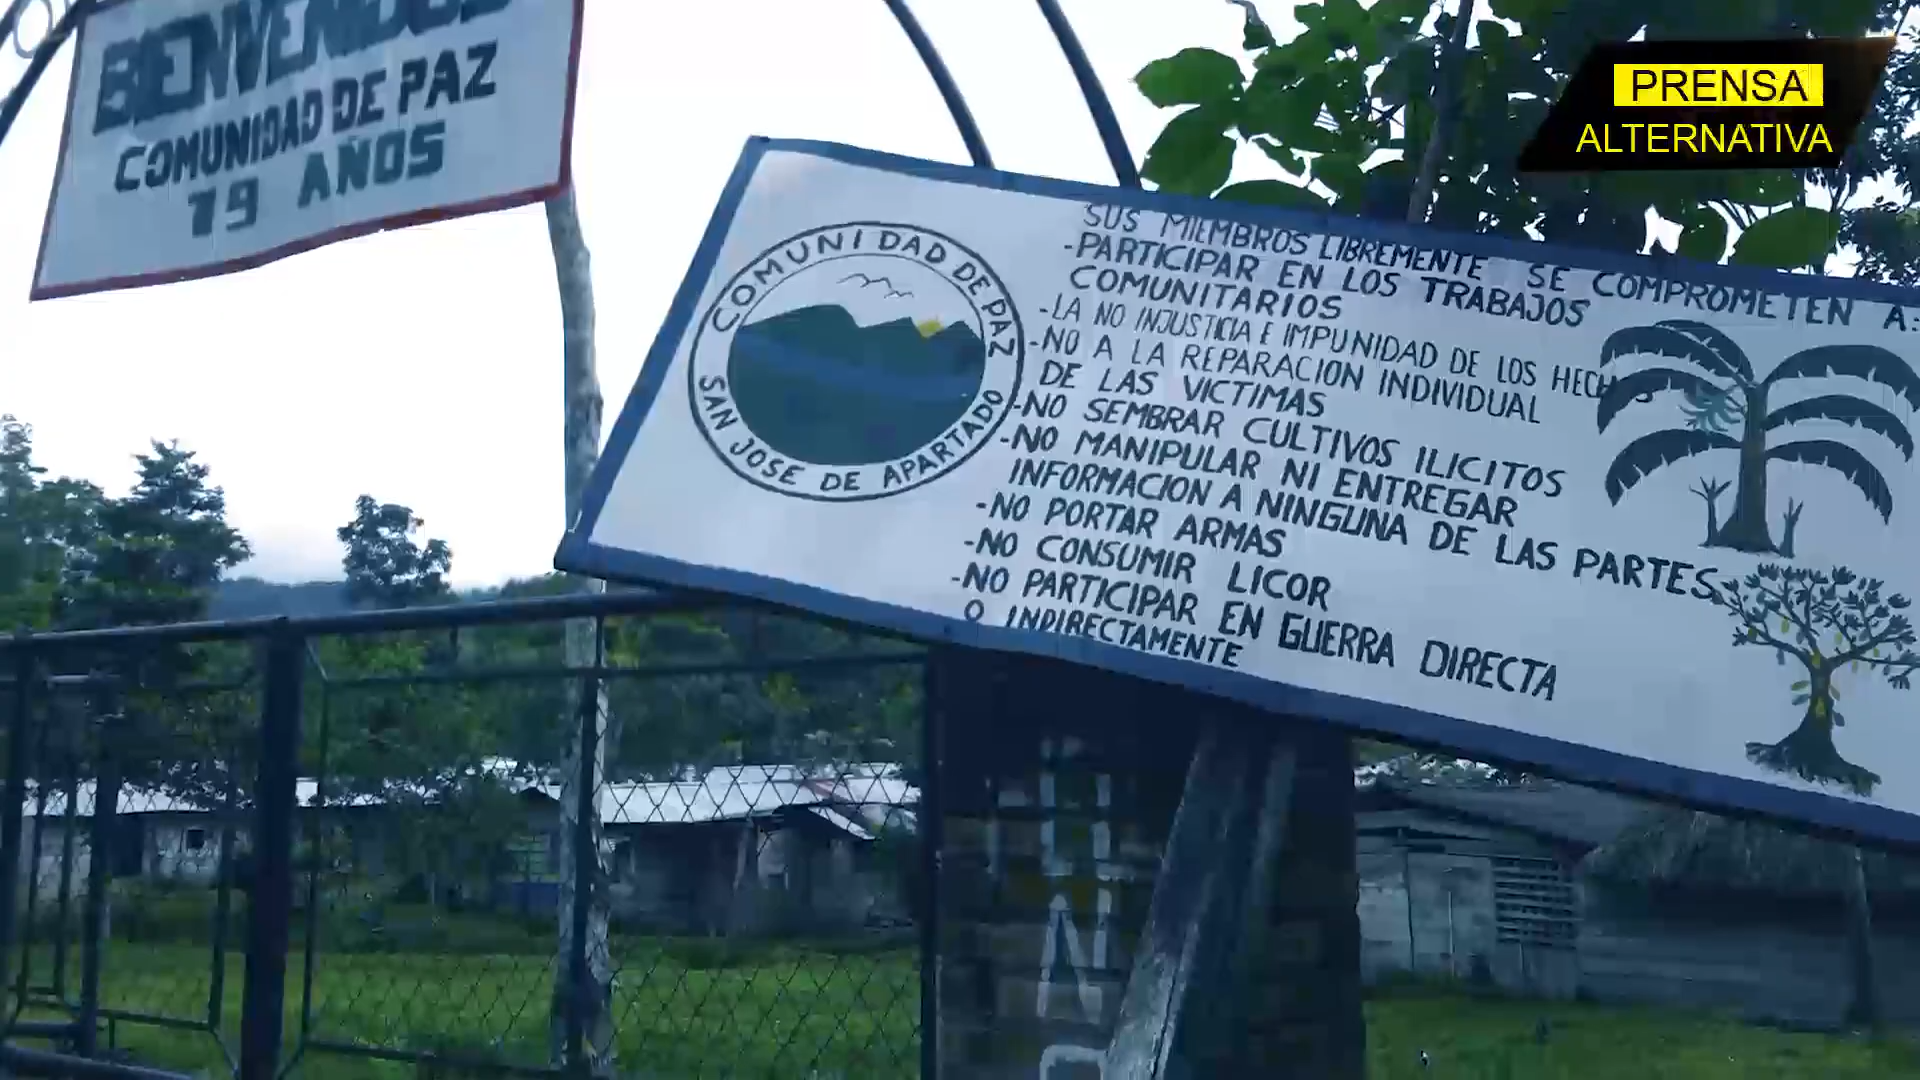 BIENVENIDOS
COMUNIDAD DE PAZ
19 AÑOS
PRENSA
ALTERNATIVA
COMUNIDAD DE PAZ
SAN JOSE DE APARTADO
SUS MIEMBROS LIBREMENTE SE COMPROMETEN A:
-PARTICIPAR EN LOS TRABAJOS
COMUNITARIOS
-LA NO INJUSTICIA E IMPUNIDAD DE LOS HECHOS
-NO A LA REPARACION INDIVIDUAL
DE LAS VICTIMAS
-NO SEMBRAR CULTIVOS ILICITOS
-NO MANIPULAR NI ENTREGAR
INFORMACION A NINGUNA DE LAS PARTES
-NO PORTAR ARMAS
-NO CONSUMIR LICOR
-NO PARTICIPAR EN GUERRA DIRECTA
O INDIRECTAMENTE